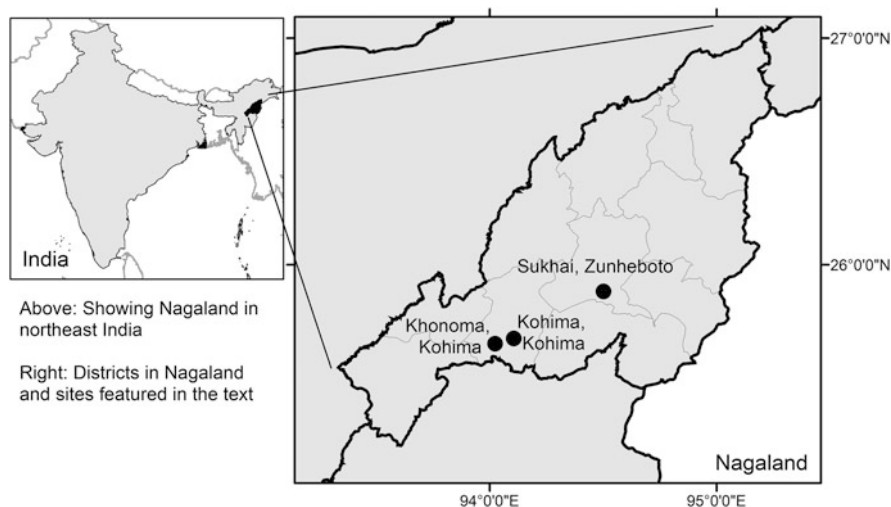 India
Above: Showing Nagaland in
northeast India
Right: Districts in Nagaland
and sites featured in the text
27°0'0"N
26°0'0"N
Sukhai, Zunheboto
Khonoma,
Kohima
Kohima,
Kohima
Nagaland
94°0'0"E
95°0'0"E